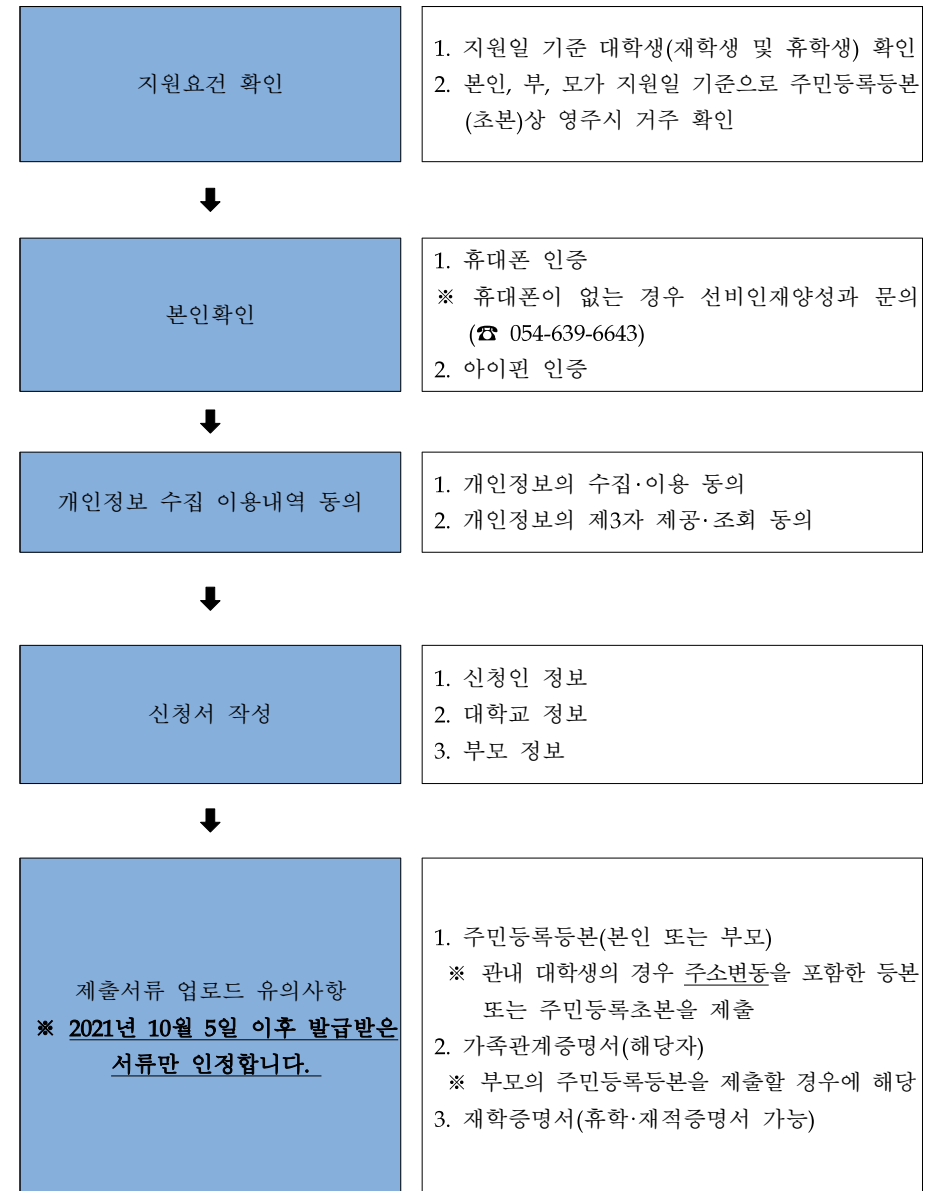 지원요건 확인
1. 지원일 기준 대학생(재학생 및 휴학생) 확인
2. 본인, 부, 모가 지원일 기준으로 주민등록등본
(초본)상 영주시 거주 확인
본인확인
1. 휴대폰 인증
※ 휴대폰이 없는 경우 선비인재양성과 문의
(☎ 054-639-6643)
2. 아이핀 인증
개인정보 수집 이용내역 동의
1. 개인정보의 수집·이용 동의
2. 개인정보의 제3자 제공·조회 동의
신청서 작성
1. 신청인 정보
2. 대학교 정보
3. 부모 정보
제출서류 업로드 유의사항
※ 2021년 10월 5일 이후 발급받은
서류만 인정합니다.
1. 주민등록등본(본인 또는 부모)
※ 관내 대학생의 경우 주소변동을 포함한 등본
또는 주민등록초본을 제출
2. 가족관계증명서(해당자)
※ 부모의 주민등록등본을 제출할 경우에 해당
3. 재학증명서(휴학·재적증명서 가능)